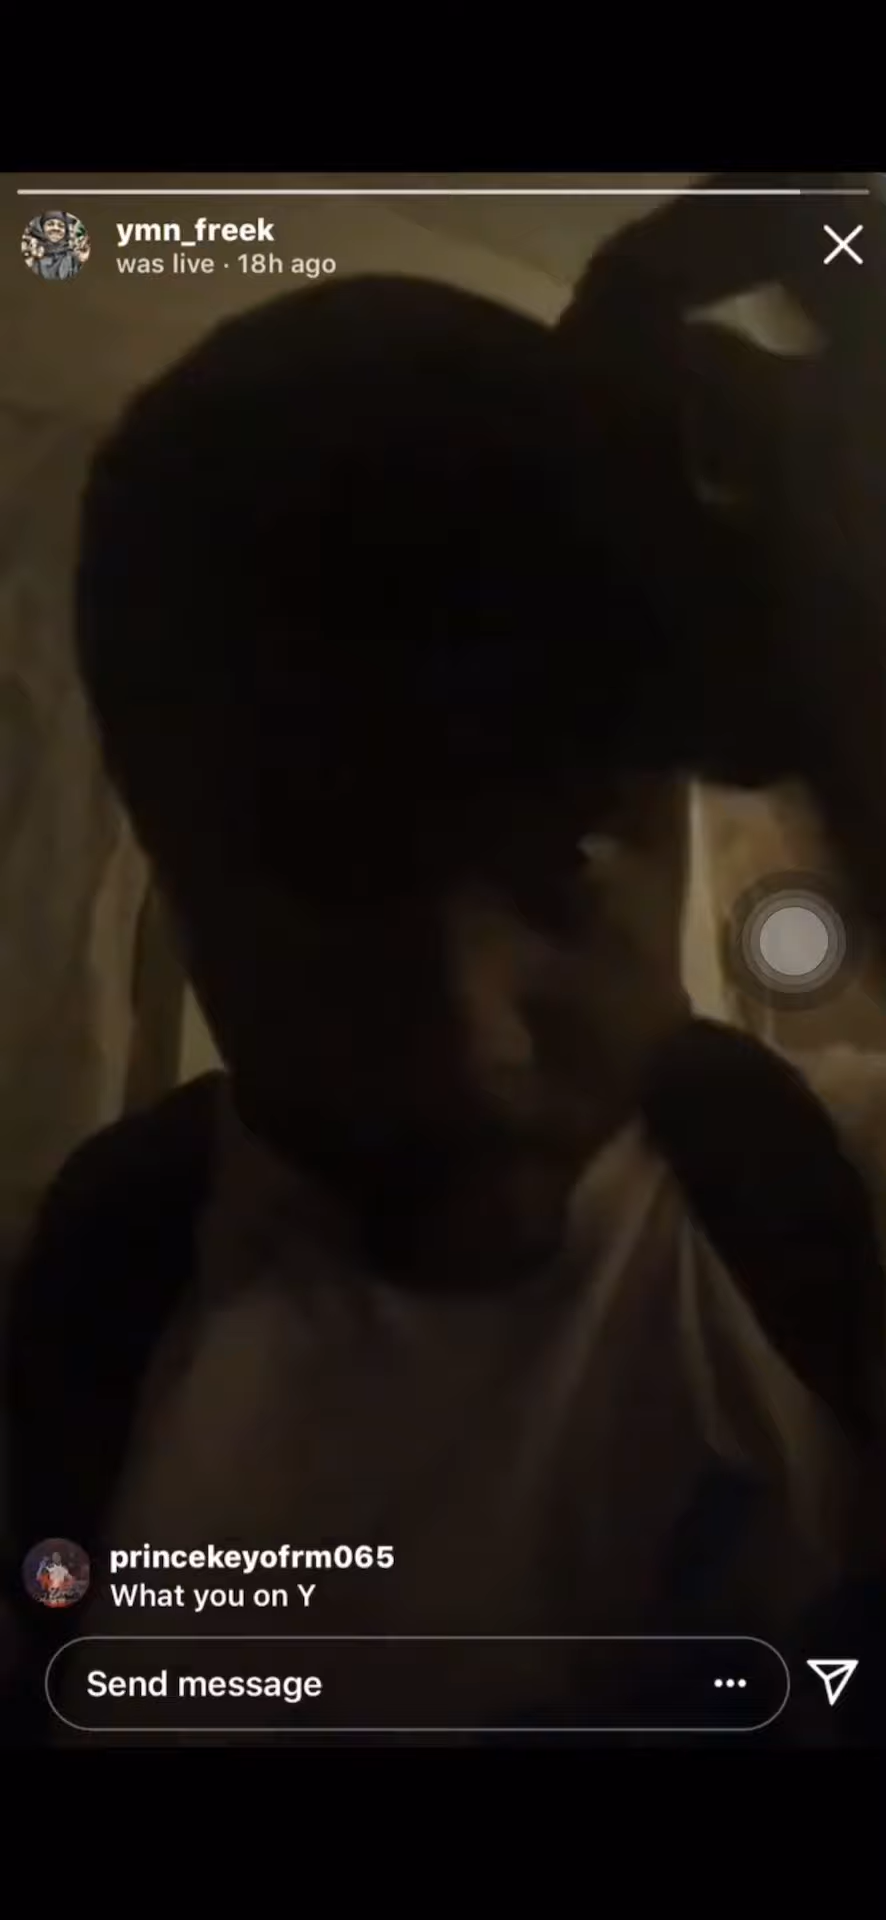 ymn_freek
was live · 18h ago
princekeyofrm065
What you on Y
Send message